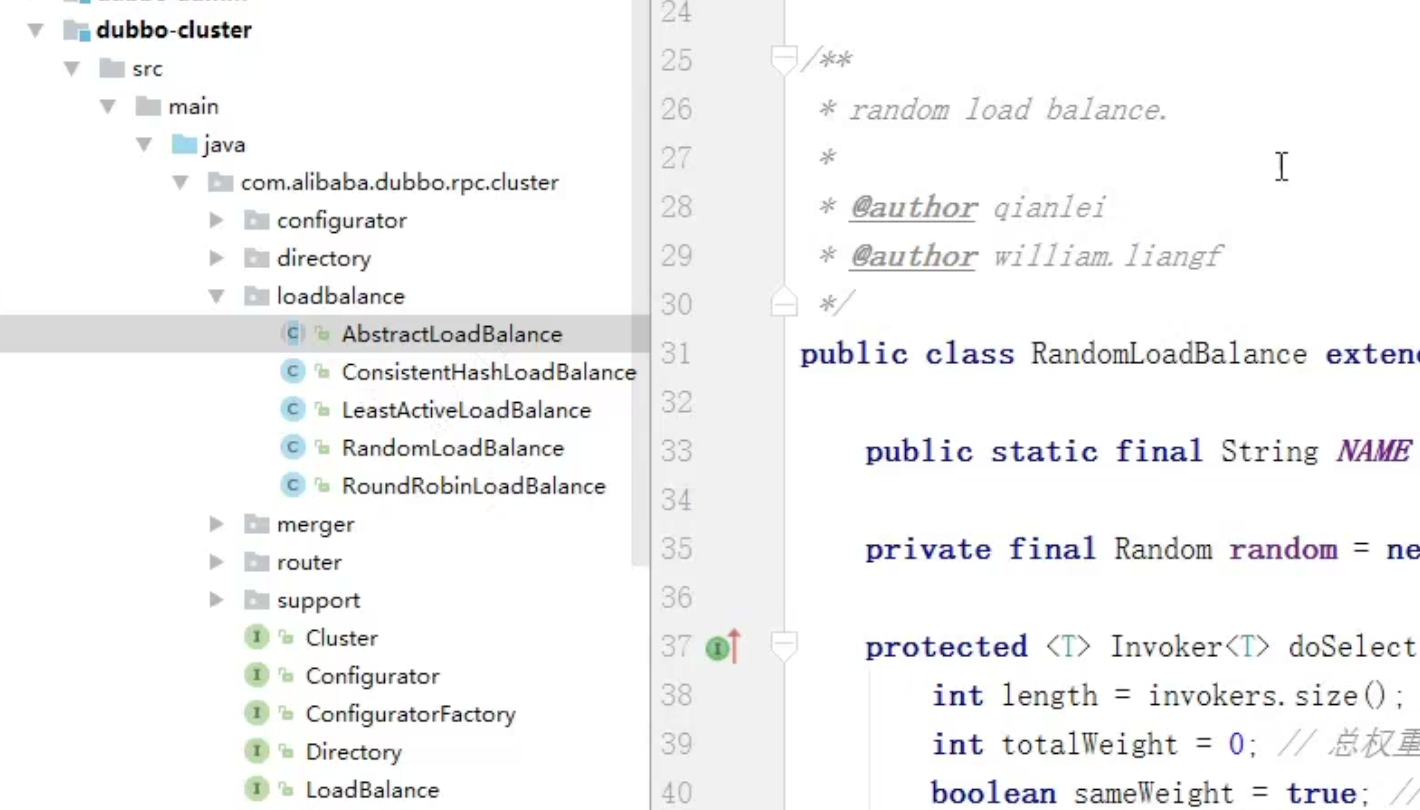 dubbo-cluster
src
main
java
com.alibaba.dubbo.rpc.cluster
configurator
directory
loadbalance
AbstractLoadBalance
ConsistentHashLoadBalance
LeastActiveLoadBalance
RandomLoadBalance
RoundRobinLoadBalance
merger
router
support
Cluster
Configurator
ConfiguratorFactory
Directory
LoadBalance
24
25 /**
26 * random load balance.
27 *
28 * @author qianlei
29 * @author william.liangf
30 */
31 public class RandomLoadBalance
32
33 public static final String NAME
34
35 private final Random random =
36
37 protected <T> Invoker<T> doSelect
38 int length = invokers.size();
39 int totalWeight = 0; // 总权重
40 boolean sameWeight = true; //